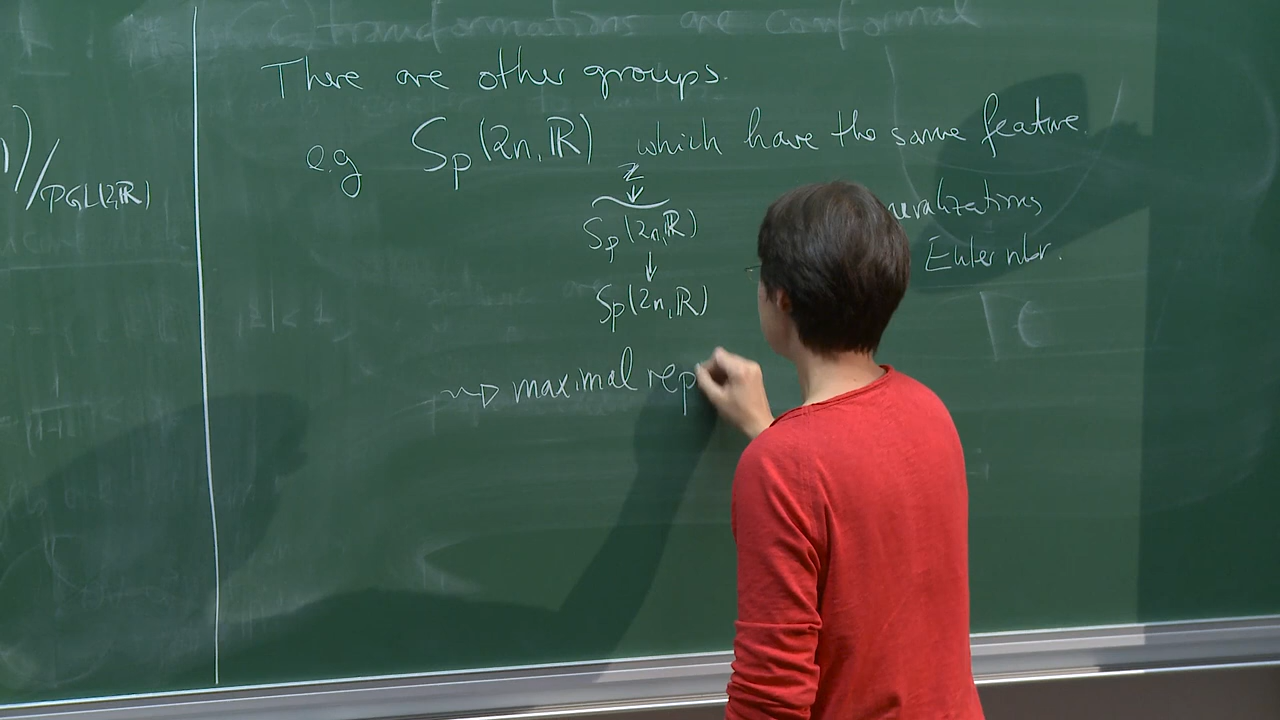 transformations are conformal
There are other groups.
e.g Sp(2n, ℝ) which have the same feature.
)/PGL(2,ℝ)
ℤ
↓
Sp(2n,ℝ)
↓
Sp(2n,ℝ)
neralizations
Euler nbr.
⇝ maximal rep